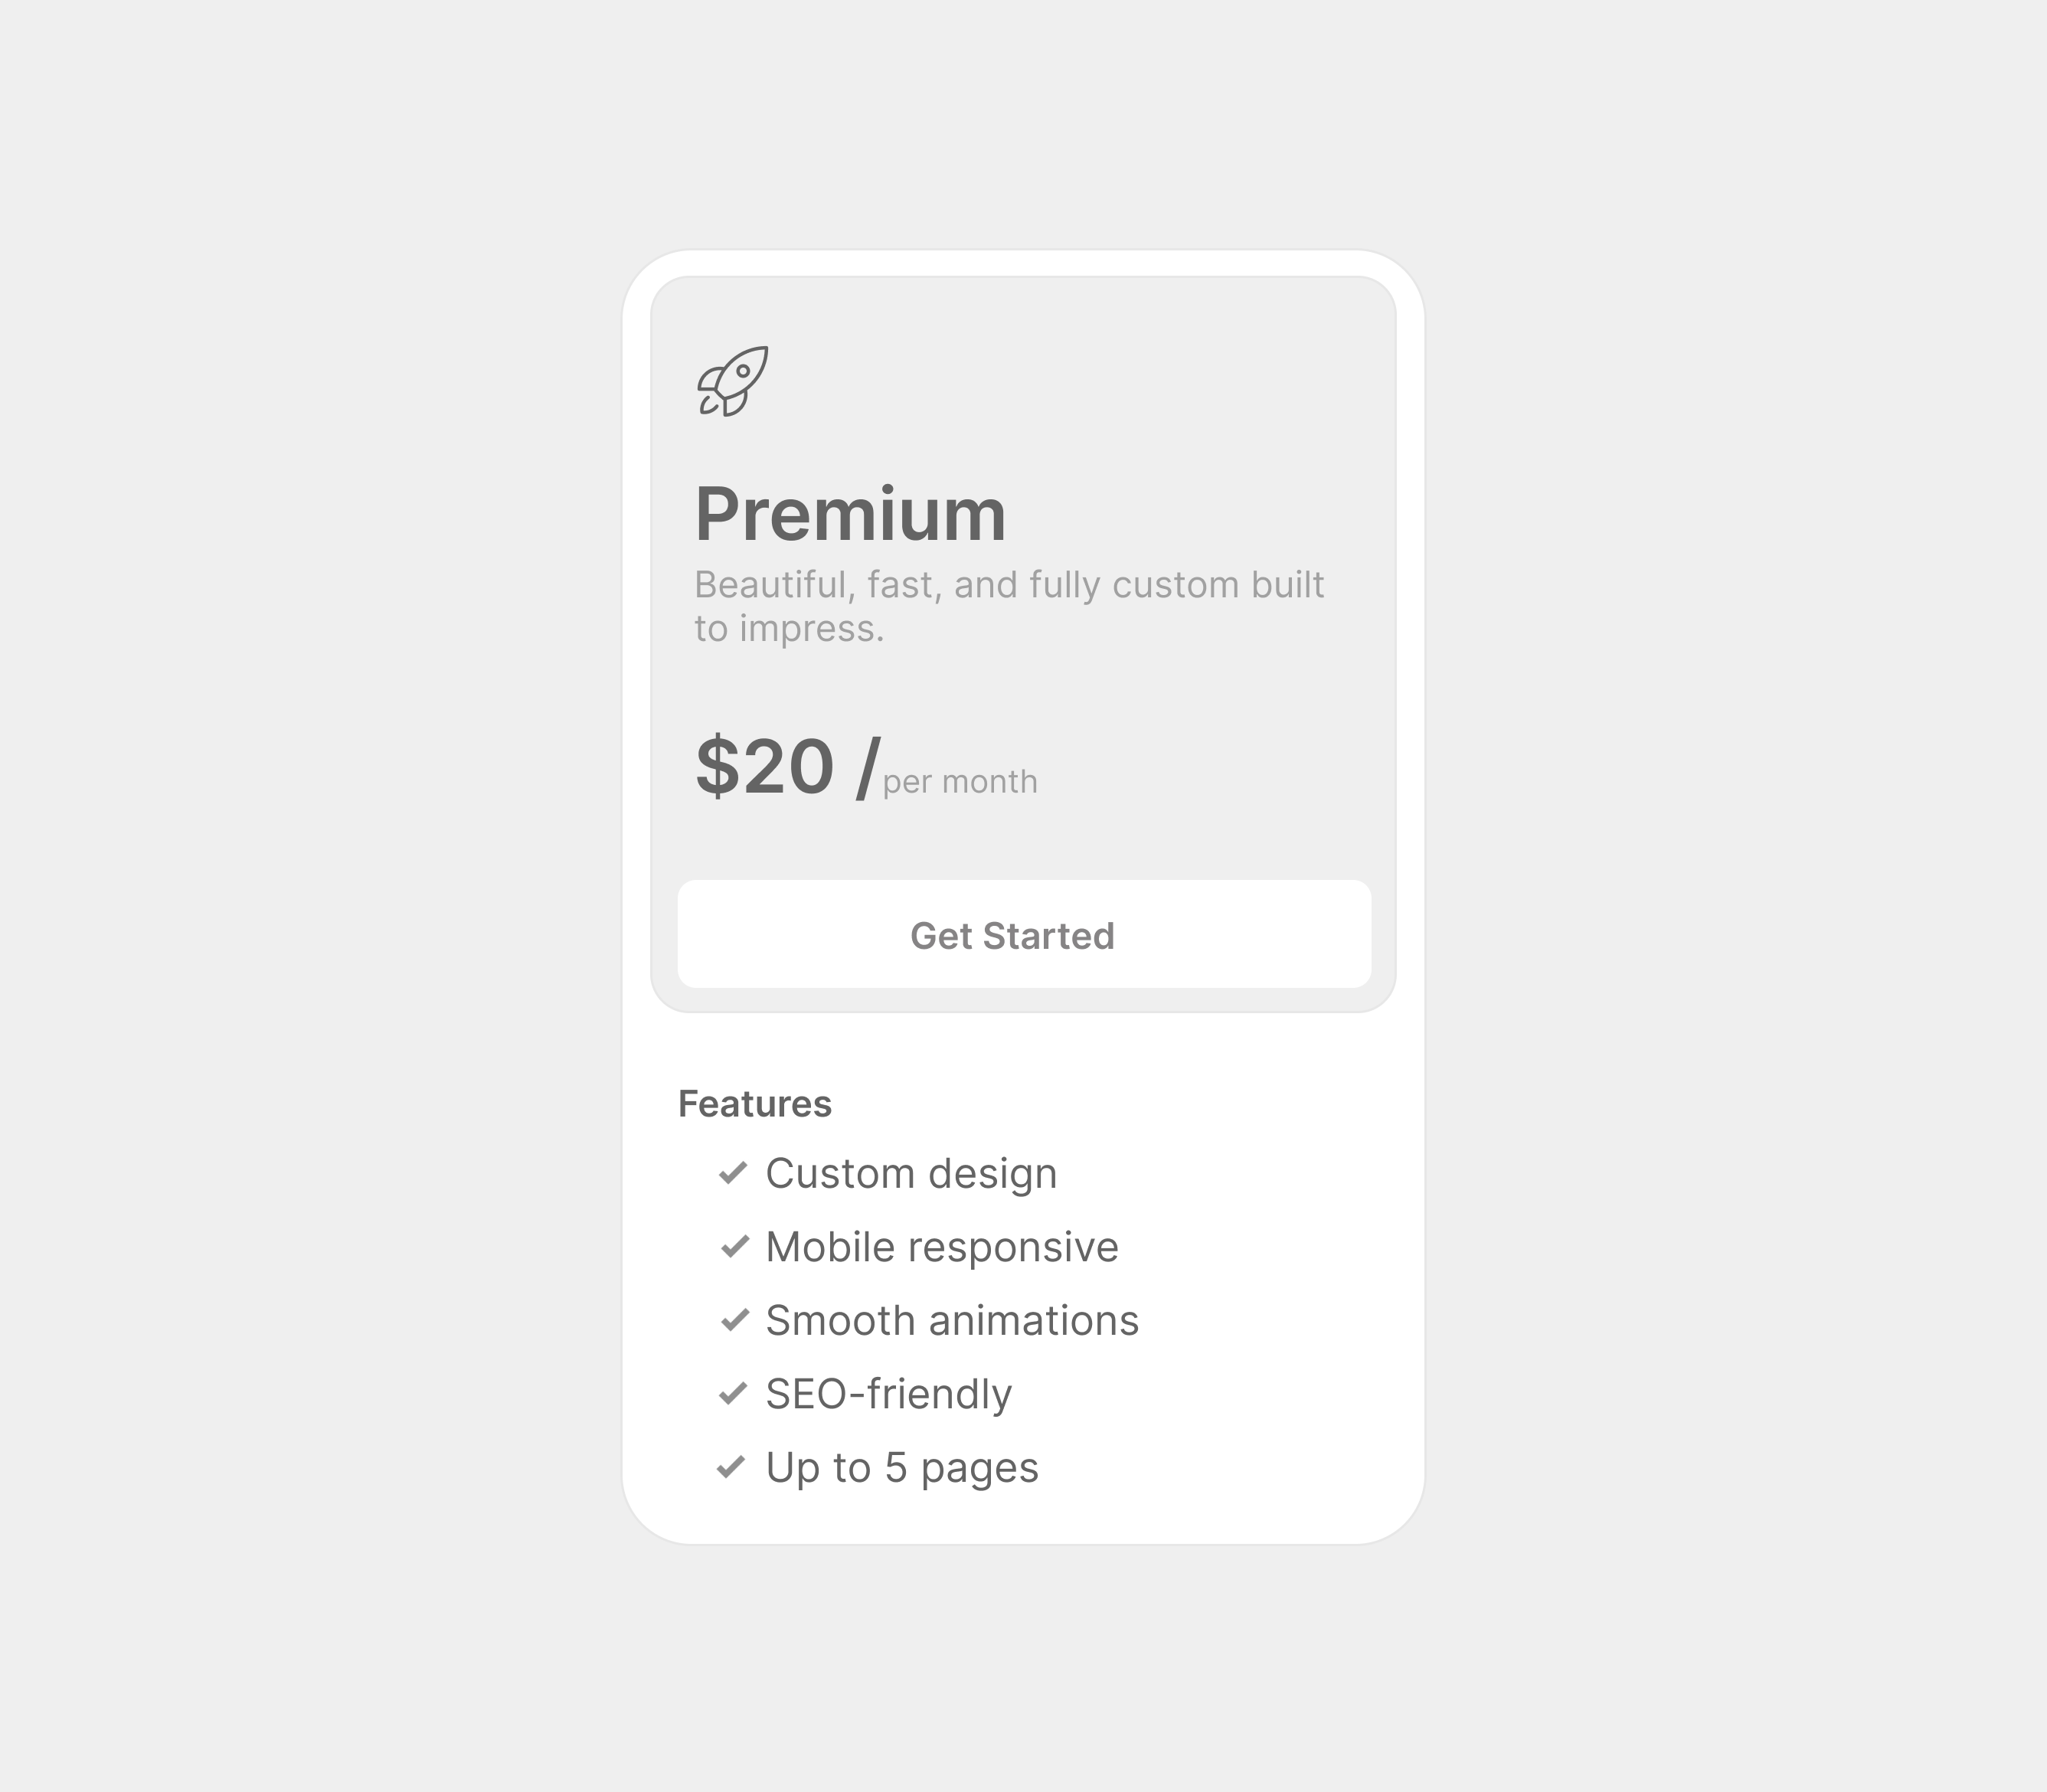 Premium
Beautiful, fast, and fully custom built
to impress.
$20 /per month
Get Started
Features
Custom design
Mobile responsive
Smooth animations
SEO-friendly
Up to 5 pages